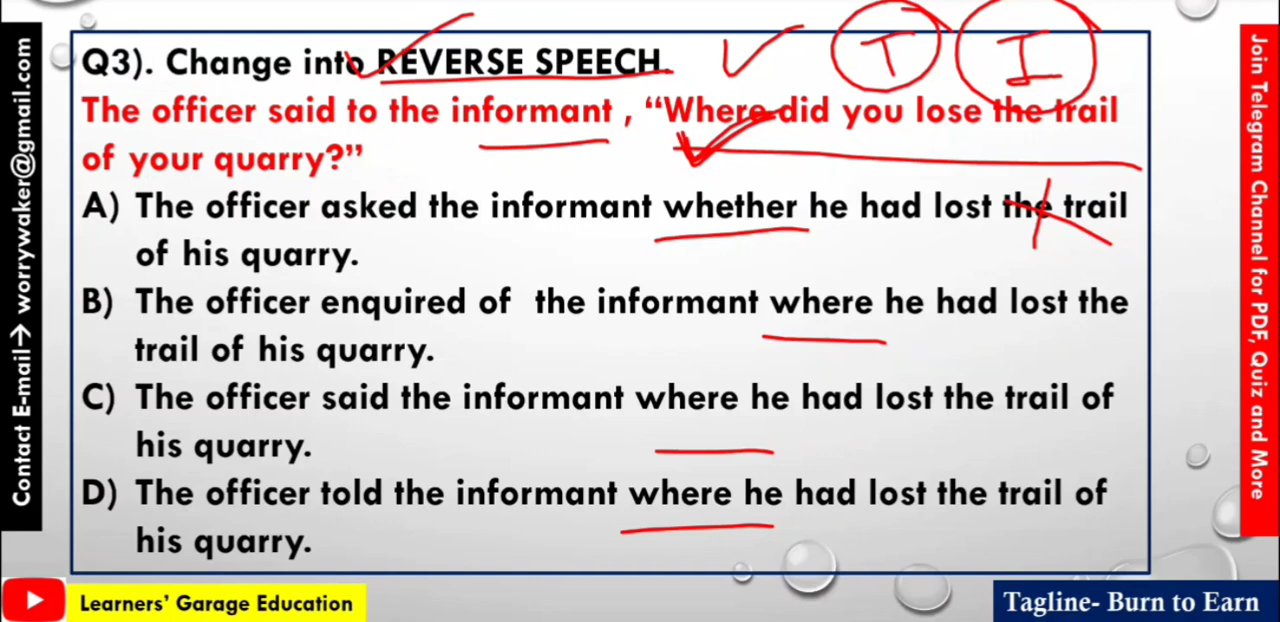 Q3). Change into REVERSE SPEECH.
The officer said to the informant , “Where did you lose the trail
of your quarry?”
A) The officer asked the informant whether he had lost the trail
of his quarry.
B) The officer enquired of the informant where he had lost the
trail of his quarry.
C) The officer said the informant where he had lost the trail of
his quarry.
D) The officer told the informant where he had lost the trail of
his quarry.
T I
Contact E-mail→ worrywaker@gmail.com
Join Telegram Channel for PDF, Quiz and More
Learners’ Garage Education
Tagline- Burn to Earn